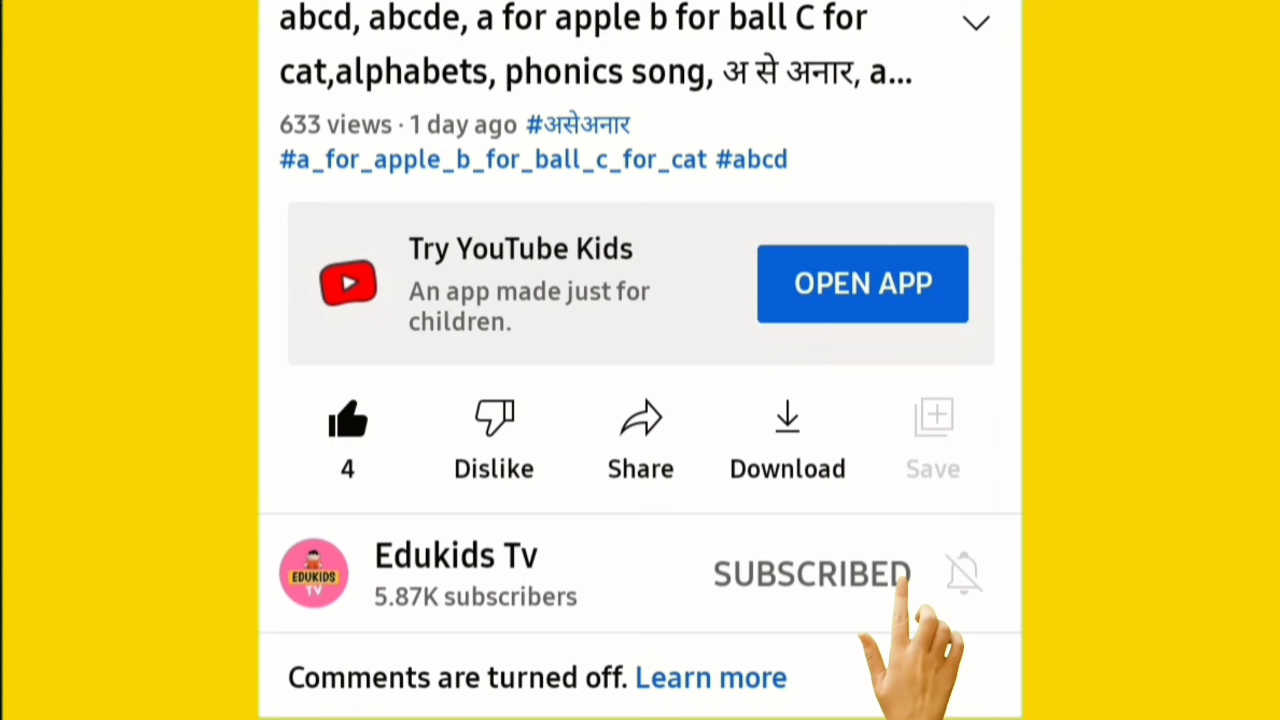 abcd, abcde, a for apple b for ball C for
cat,alphabets, phonics song, अ से अनार, a...
633 views · 1 day ago #असेअनार
#a_for_apple_b_for_ball_c_for_cat #abcd
Try YouTube Kids
An app made just for
children.
OPEN APP
4
Dislike
Share
Download
Save
EDUKIDS
TV
Edukids Tv
5.87K subscribers
SUBSCRIBED
Comments are turned off. Learn more